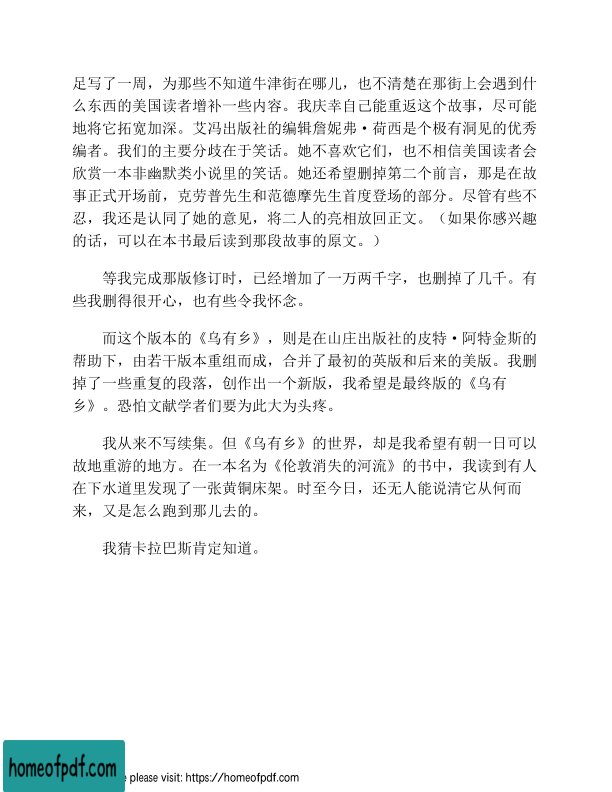 足写了一周，为那些不知道牛津街在哪儿，也不清楚在那街上会遇到什
么东西的美国读者增补一些内容。我庆幸自己能重返这个故事，尽可能
地将它拓宽加深。艾冯出版社的编辑詹妮弗·荷西是个极有洞见的优秀
编者。我们的主要分歧在于笑话。她不喜欢它们，也不相信美国读者会
欣赏一本非幽默类小说里的笑话。她还希望删掉第二个前言，那是在故
事正式开场前，克劳普先生和范德摩先生首度登场的部分。尽管有些不
忍，我还是认同了她的意见，将二人的亮相放回正文。（如果你感兴趣
的话，可以在本书最后读到那段故事的原文。）
等我完成那版修订时，已经增加了一万两千字，也删掉了几千。有
些我删得很开心，也有些令我怀念。
而这个版本的《乌有乡》，则是在山庄出版社的皮特·阿特金斯的
帮助下，由若干版本重组而成，合并了最初的英版和后来的美版。我删
掉了一些重复的段落，创作出一个新版，我希望是最终版的《乌有
乡》。恐怕文献学者们要为此大为头疼。
我从来不写续集。但《乌有乡》的世界，却是我希望有朝一日可以
故地重游的地方。在一本名为《伦敦消失的河流》的书中，我读到有人
在下水道里发现了一张黄铜床架。时至今日，还无人能说清它从何而
来，又是怎么跑到那儿去的。
我猜卡拉巴斯肯定知道。
homeofpdf.com
e please visit: https://homeofpdf.com